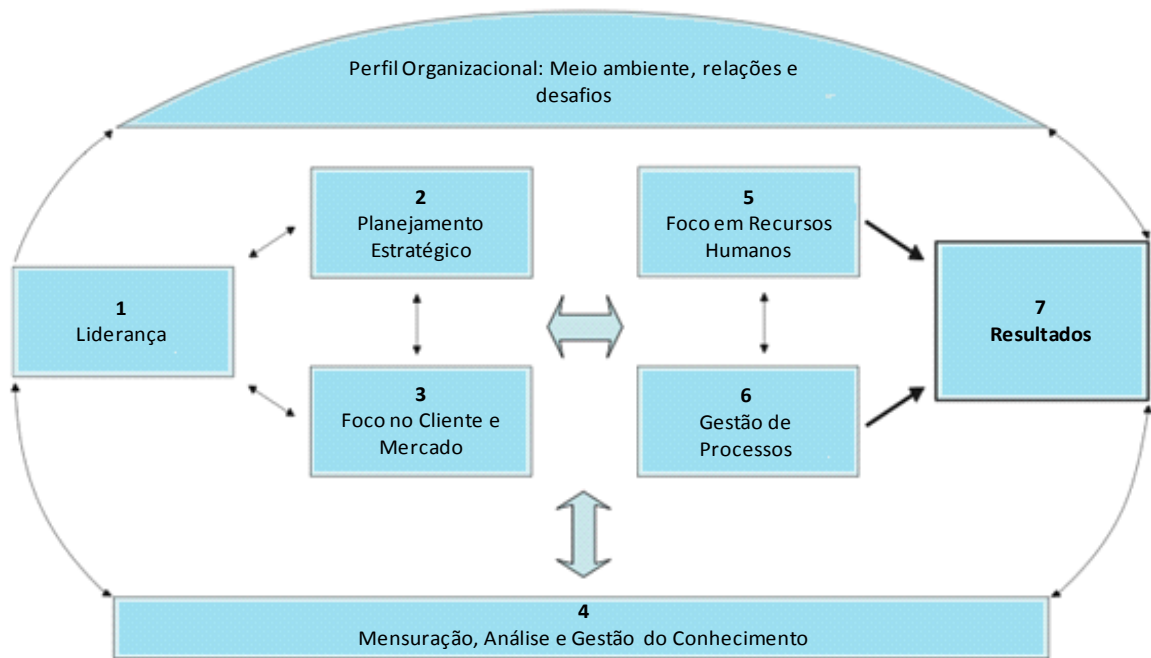 Perfil Organizacional: Meio ambiente, relações e
desafios
2
Planejamento
Estratégico
5
Foco em Recursos
Humanos
1
Liderança
7
Resultados
3
Foco no Cliente e
Mercado
6
Gestão de
Processos
4
Mensuração, Análise e Gestão do Conhecimento